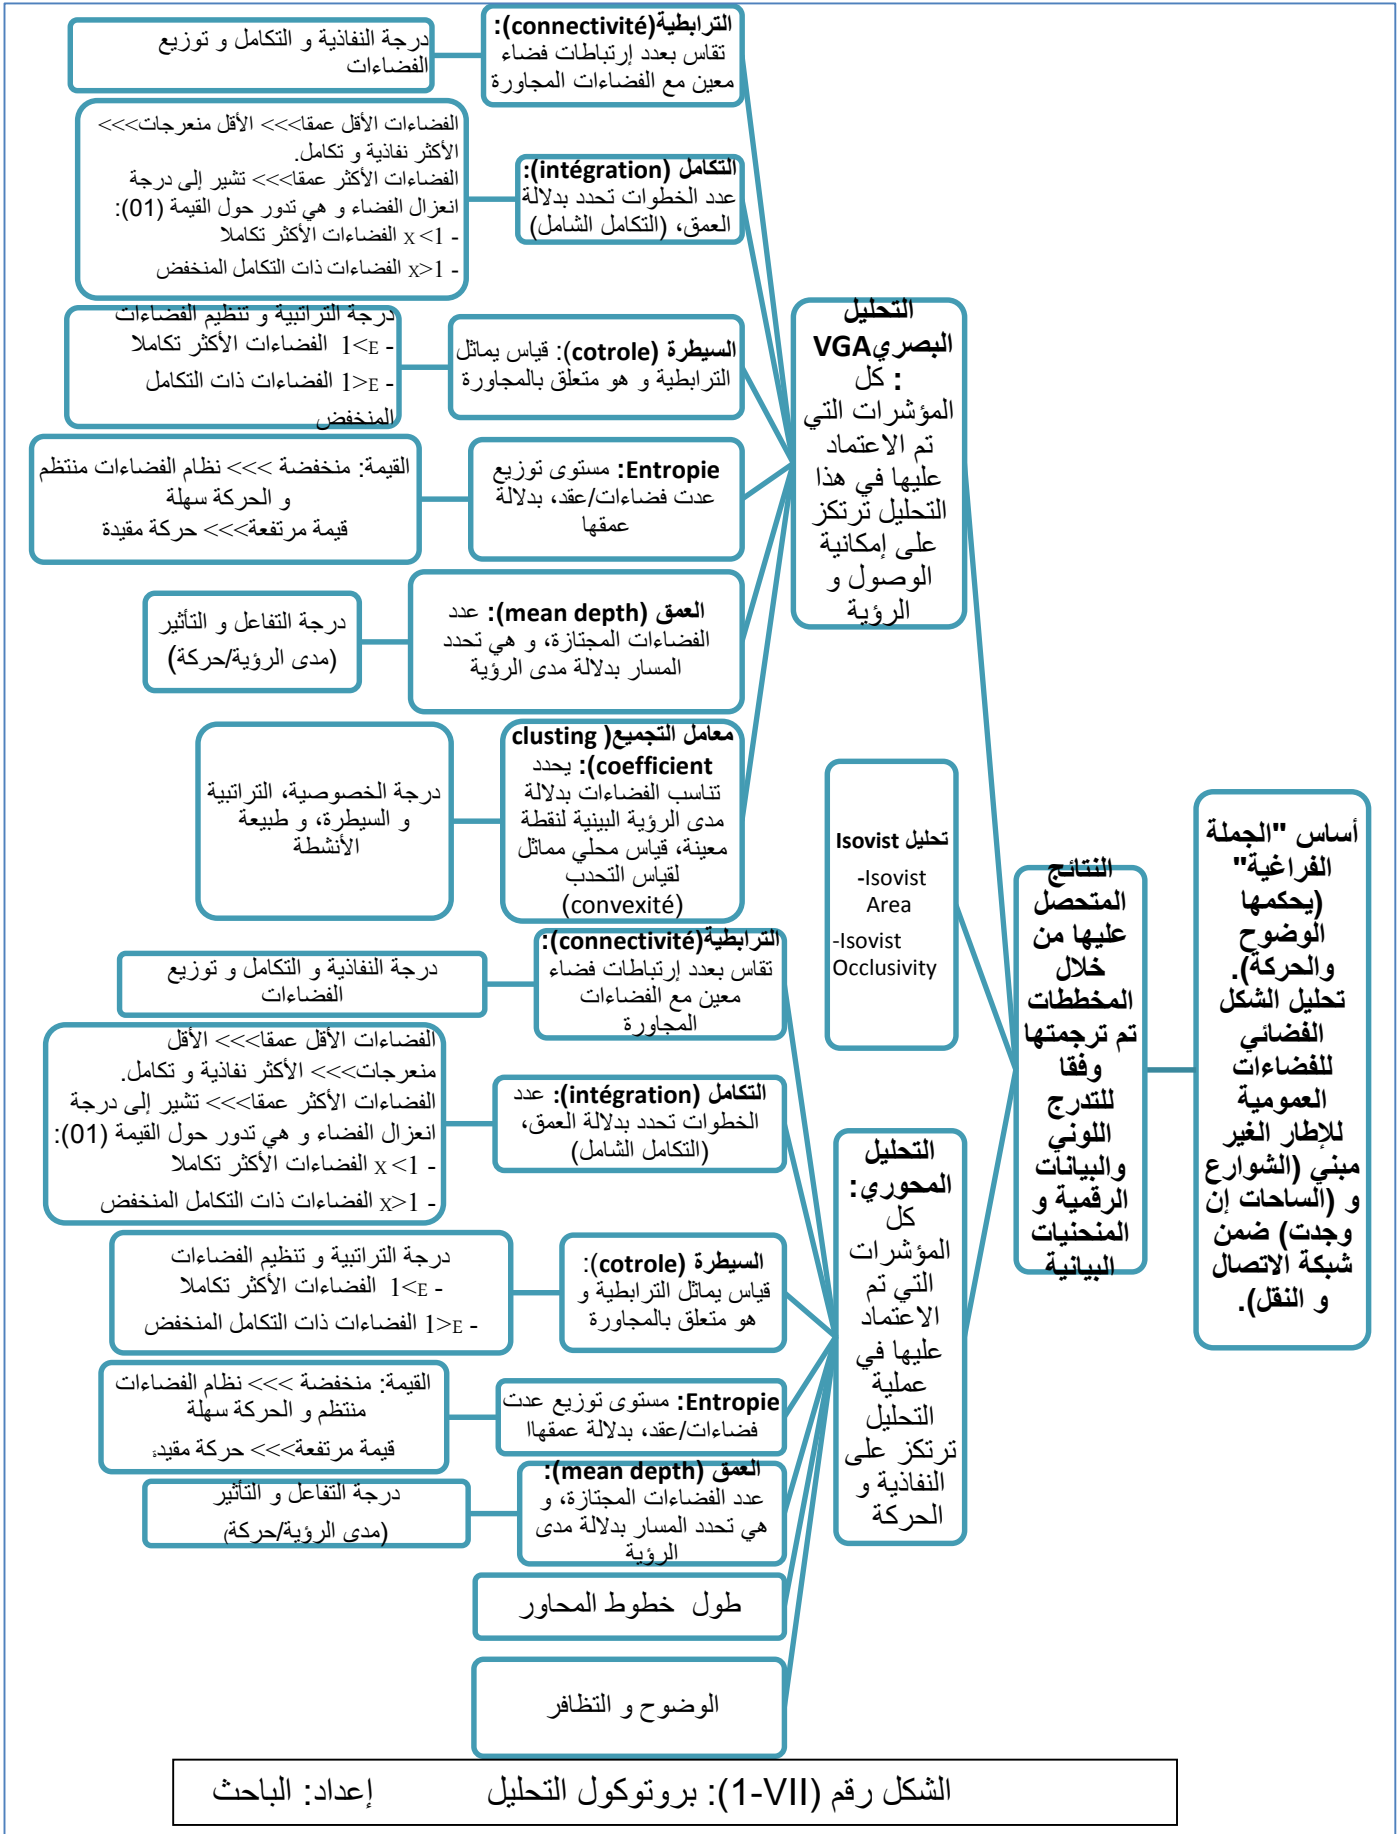 أساس "الجملة
الفراغية"
(يحكمها
الوضوح
والحركة).
تحليل الشكل
الفضائي
للفضاءات
العمومية
للإطار الغير
مبني (الشوارع
و (الساحات إن
وجدت) ضمن
شبكة الاتصال
و النقل).
النتائج
المتحصل
عليها من
خلال
المخططات
تم ترجمتها
وفقا
للتدرج
اللوني
والبيانات
الرقمية و
المنحنيات
البيانية
التحليل
البصريVGA
: كل
المؤشرات التي
تم الاعتماد
عليها في هذا
التحليل ترتكز
على إمكانية
الوصول و
الرؤية
الترابطية(connectivité):
تقاس بعدد إرتباطات فضاء
معين مع الفضاءات المجاورة
درجة النفاذية و التكامل و توزيع
الفضاءات
التكامل (intégration):
عدد الخطوات تحدد بدلالة
العمق، (التكامل الشامل)
الفضاءات الأقل عمقا>>> الأقل منعرجات>>>
الأكثر نفاذية و تكامل.
الفضاءات الأكثر عمقا>>> تشير إلى درجة
انعزال الفضاء و هي تدور حول القيمة (01):
- 1> x الفضاءات الأكثر تكاملا
- 1<x الفضاءات ذات التكامل المنخفض
السيطرة (cotrole): قياس يماثل
الترابطية و هو متعلق بالمجاورة
درجة التراتبية و تنظيم الفضاءات
- E>1 الفضاءات الأكثر تكاملا
- E<1 الفضاءات ذات التكامل
المنخفض
Entropie: مستوى توزيع
عدت فضاءات/عقد، بدلالة
عمقها
القيمة: منخفضة >>> نظام الفضاءات منتظم
و الحركة سهلة
قيمة مرتفعة>>> حركة مقيدة
العمق (mean depth): عدد
الفضاءات المجتازة، و هي تحدد
المسار بدلالة مدى الرؤية
درجة التفاعل و التأثير
(مدى الرؤية/حركة)
معامل التجميع( clusting
coefficient): يحدد
تناسب الفضاءات بدلالة
مدى الرؤية البينية لنقطة
معينة، قياس محلي مماثل
لقياس التحدب
(convexité)
درجة الخصوصية، التراتبية
و السيطرة، و طبيعة
الأنشطة
تحليل Isovist
-Isovist
Area
-Isovist
Occlusivity
التحليل
المحوري:
كل
المؤشرات
التي تم
الاعتماد
عليها في
عملية
التحليل
ترتكز على
النفاذية و
الحركة
الترابطية(connectivité):
تقاس بعدد إرتباطات فضاء
معين مع الفضاءات
المجاورة
درجة النفاذية و التكامل و توزيع
الفضاءات
التكامل (intégration): عدد
الخطوات تحدد بدلالة العمق،
(التكامل الشامل)
الفضاءات الأقل عمقا>>> الأقل
منعرجات>>> الأكثر نفاذية و تكامل.
الفضاءات الأكثر عمقا>>> تشير إلى درجة
انعزال الفضاء و هي تدور حول القيمة (01):
- 1> x الفضاءات الأكثر تكاملا
- 1<x الفضاءات ذات التكامل المنخفض
السيطرة (cotrole):
قياس يماثل الترابطية و
هو متعلق بالمجاورة
درجة التراتبية و تنظيم الفضاءات
- E>1 الفضاءات الأكثر تكاملا
- E<1 الفضاءات ذات التكامل المنخفض
Entropie: مستوى توزيع عدت
فضاءات/عقد، بدلالة عمقهاا
القيمة: منخفضة >>> نظام الفضاءات
منتظم و الحركة سهلة
قيمة مرتفعة>>> حركة مقيدة
العمق (mean depth):
عدد الفضاءات المجتازة، و
هي تحدد المسار بدلالة مدى
الرؤية
درجة التفاعل و التأثير
(مدى الرؤية/حركة)
طول خطوط المحاور
الوضوح و التظافر
الشكل رقم (1-VII): بروتوكول التحليل إعداد: الباحث